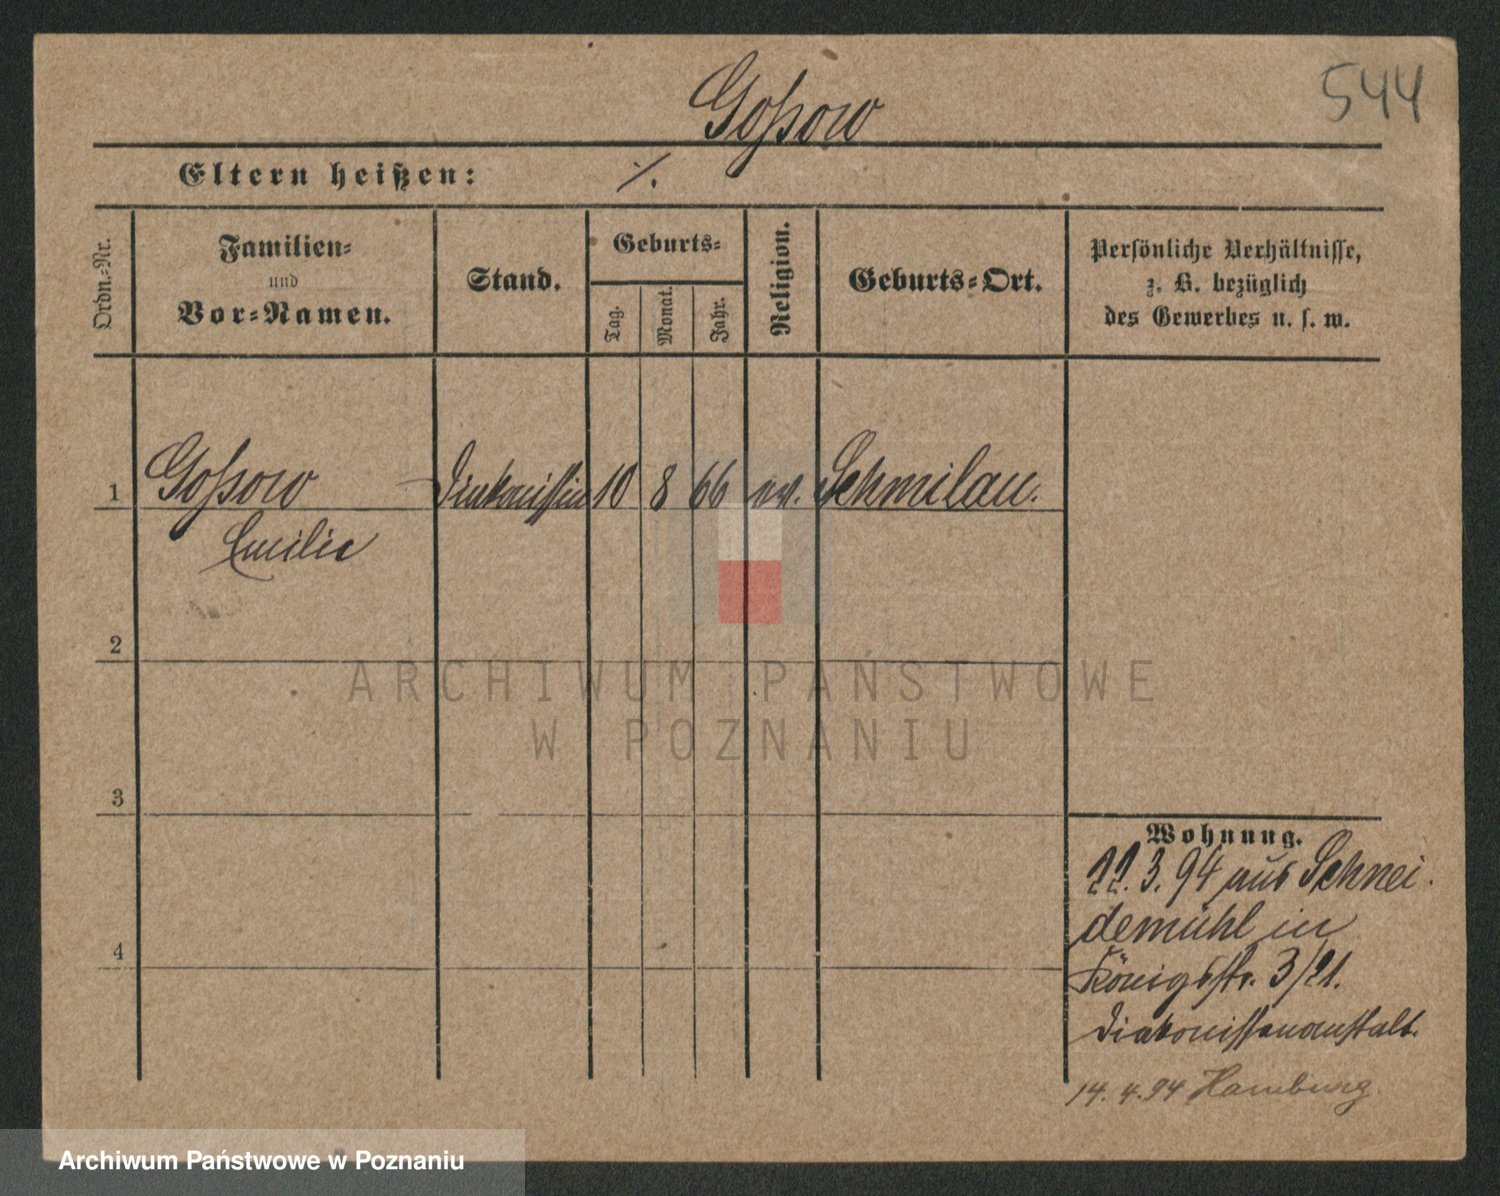 544
Goßow
Eltern heißen: ⁒
Ordn.-Nr.
Familien-
und
Vor-Namen.
Stand.
Geburts-
Tag.
Monat.
Jahr.
Religion.
Geburts-Ort.
Persönliche Verhältnisse,
z. B. bezüglich
des Gewerbes u. s. w.
1 Goßow Diakonissin 10 8 66 ev. Schmilau.
Emilie
2
3
4
Wohnung.
22.3.94 aus Schnei-
demühl in
Königsstr. 3/21.
Diakonissenanstalt.
14.4.94 Hamburg.
ARCHIWUM PAŃSTWOWE
W POZNANIU
Archiwum Państwowe w Poznaniu